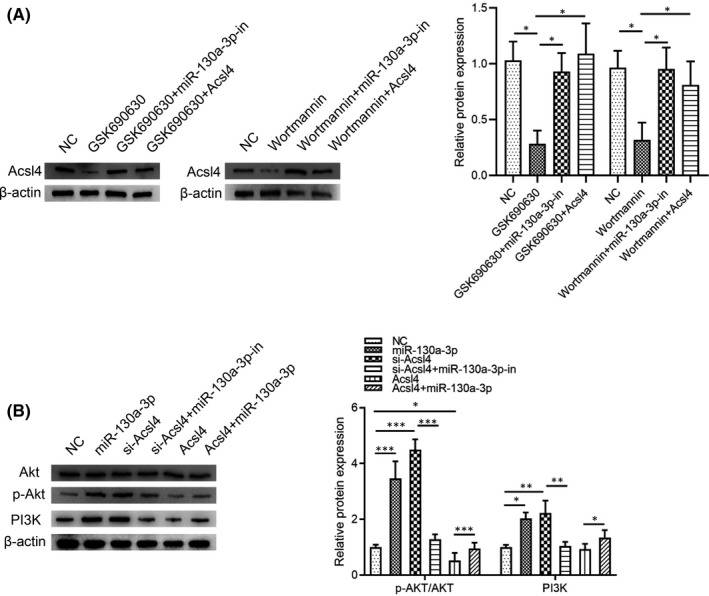 (A)
NC
GSK690630
GSK690630+miR-130a-3p-in
GSK690630+Acsl4
Acsl4
β-actin
NC
Wortmannin
Wortmannin+miR-130a-3p-in
Wortmannin+Acsl4
Acsl4
β-actin
Relative protein expression
1.5
1.0
0.5
0.0
*
*
*
*
*
*
NC
GSK690630
GSK690630+miR-130a-3p-in
GSK690630+Acsl4
NC
Wortmannin
Wortmannin+miR-130a-3p-in
Wortmannin+Acsl4
(B)
NC
miR-130a-3p
si-Acsl4
si-Acsl4+miR-130a-3p-in
Acsl4
Acsl4+miR-130a-3p
Akt
p-Akt
PI3K
β-actin
NC
miR-130a-3p
si-Acsl4
si-Acsl4+miR-130a-3p-in
Acsl4
Acsl4+miR-130a-3p
Relative protein expression
6
4
2
0
*
***
***
***
***
**
**
*
*
p-AKT/AKT
PI3K